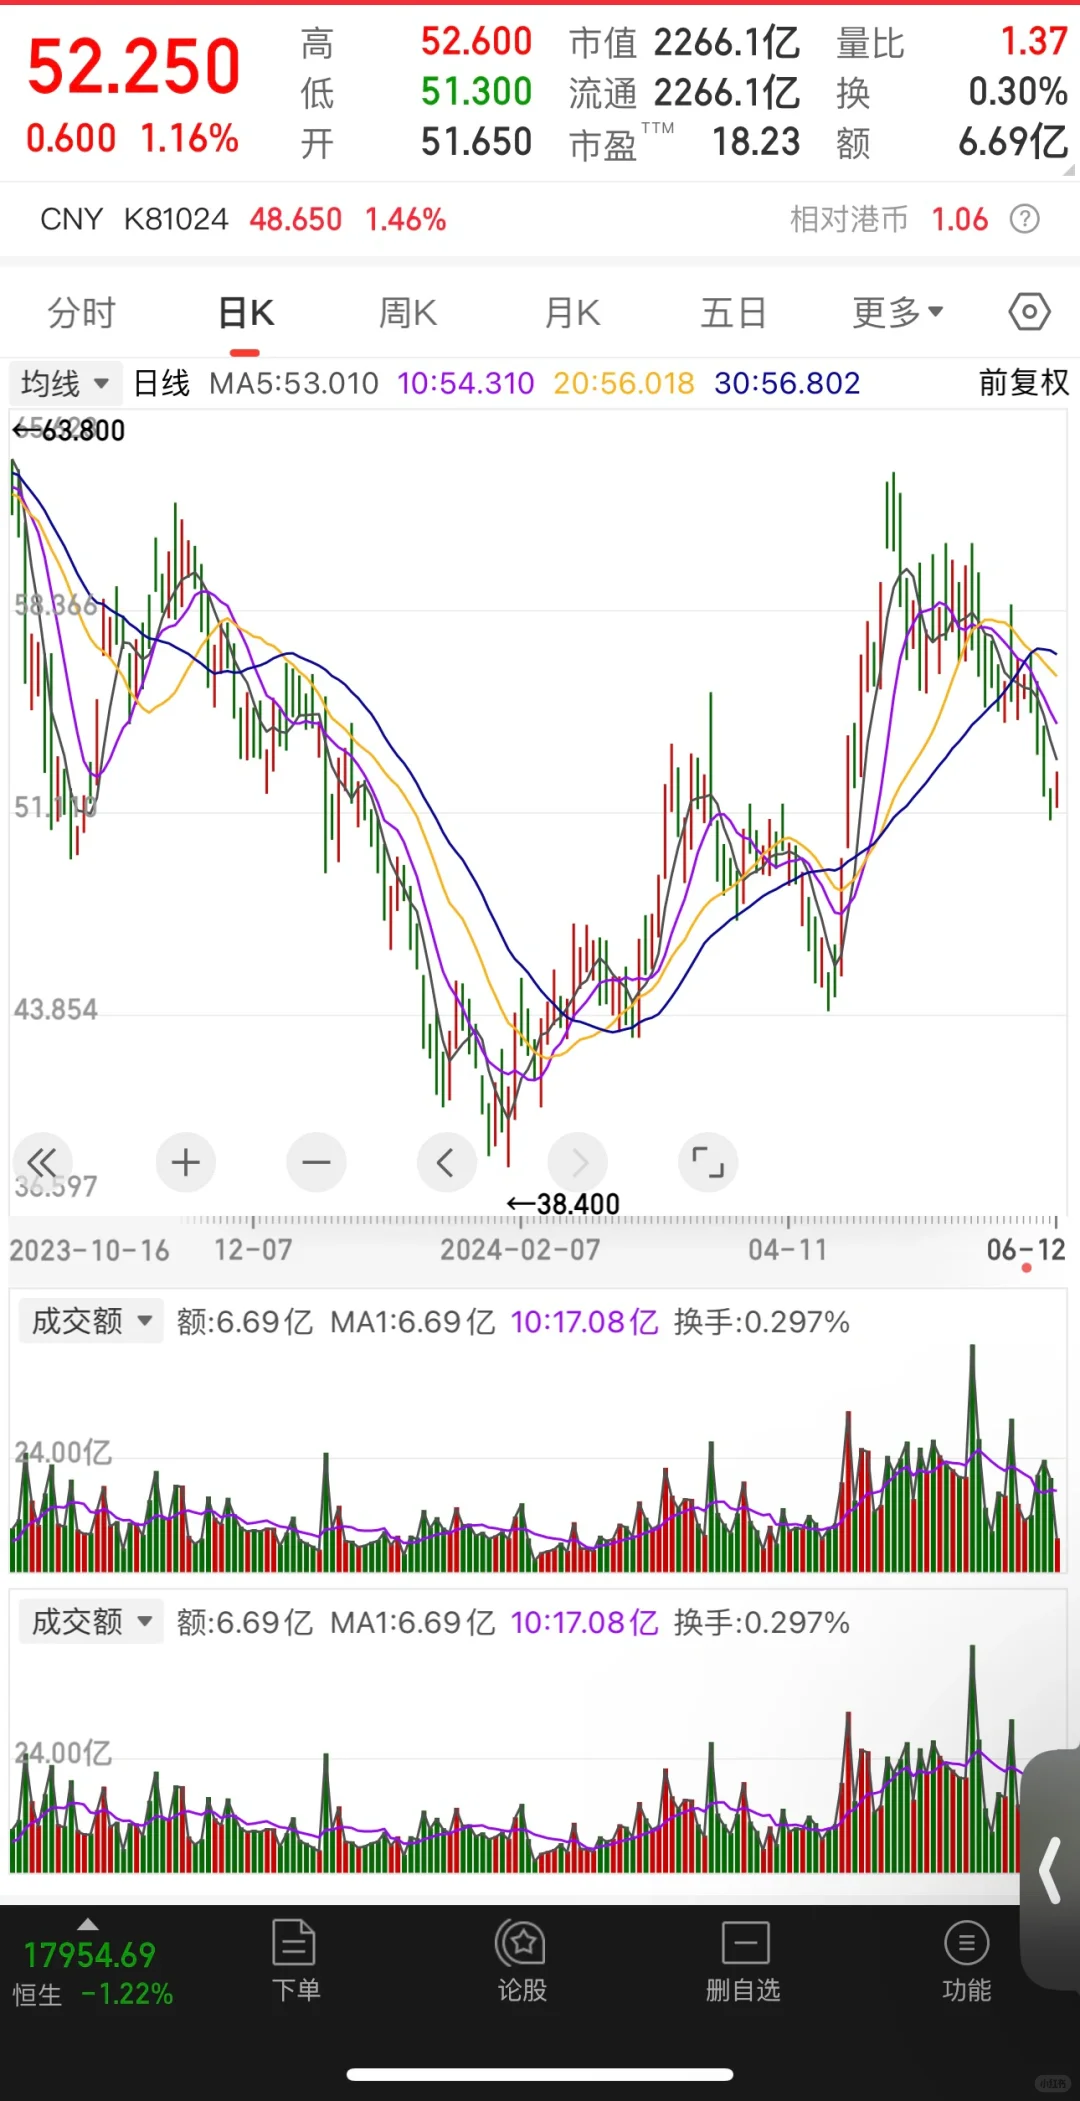 52.250
0.600 1.16%
高 52.600 市值 2266.1亿 量比 1.37
低 51.300 流通 2266.1亿 换 0.30%
开 51.650 市盈TTM 18.23 额 6.69亿
CNY K81024 48.650 1.46% 相对港币 1.06 ?
分时 日K 周K 月K 五日 更多
均线 日线 MA5:53.010 10:54.310 20:56.018 30:56.802 前复权
←63.800
58.366
51.110
43.854
36.597
←38.400
2023-10-16 12-07 2024-02-07 04-11 06-12
成交额 额:6.69亿 MA1:6.69亿 10:17.08亿 换手:0.297%
24.00亿
成交额 额:6.69亿 MA1:6.69亿 10:17.08亿 换手:0.297%
24.00亿
17954.69
恒生 -1.22%
下单 论股 删自选 功能
小红书